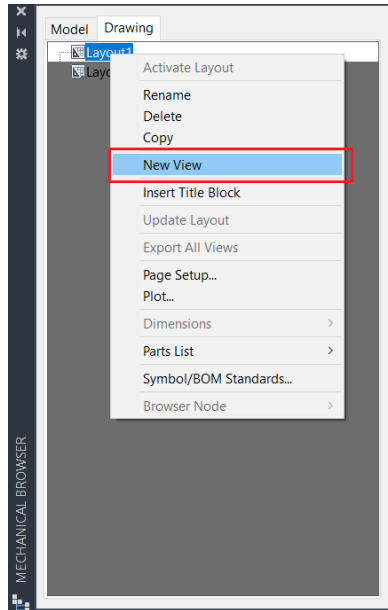 Model Drawing
Layout1
Layo
Activate Layout
Rename
Delete
Copy
New View
Insert Title Block
Update Layout
Export All Views
Page Setup...
Plot...
Dimensions
Parts List
Symbol/BOM Standards...
Browser Node
MECHANICAL BROWSER